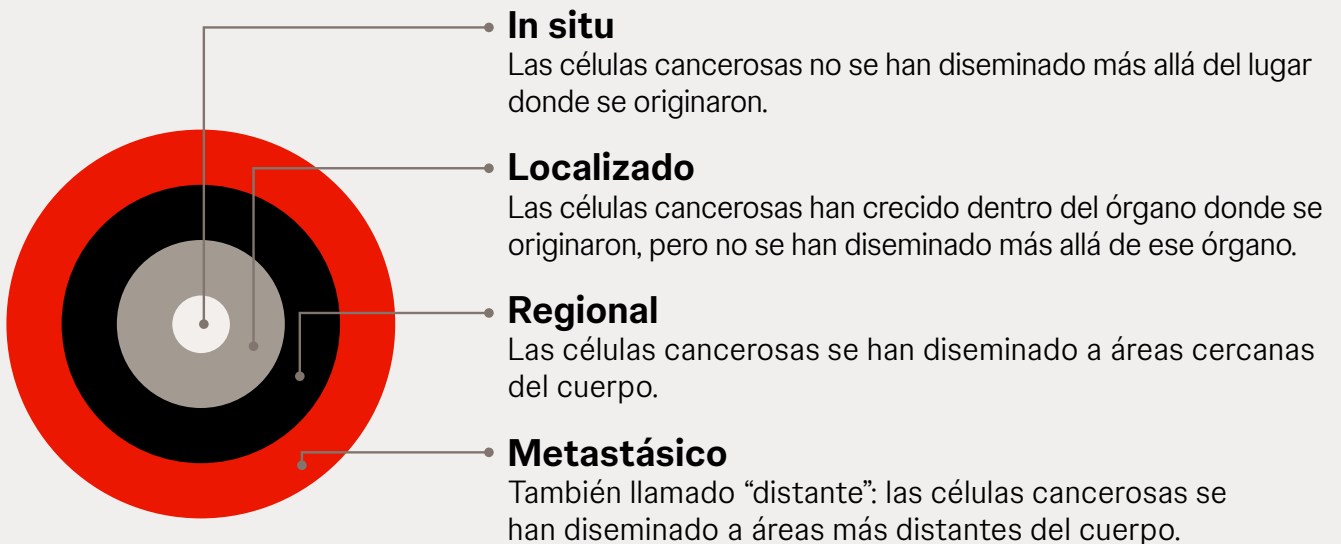 In situ
Las células cancerosas no se han diseminado más allá del lugar
donde se originaron.
Localizado
Las células cancerosas han crecido dentro del órgano donde se
originaron, pero no se han diseminado más allá de ese órgano.
Regional
Las células cancerosas se han diseminado a áreas cercanas
del cuerpo.
Metastásico
También llamado “distante”: las células cancerosas se
han diseminado a áreas más distantes del cuerpo.